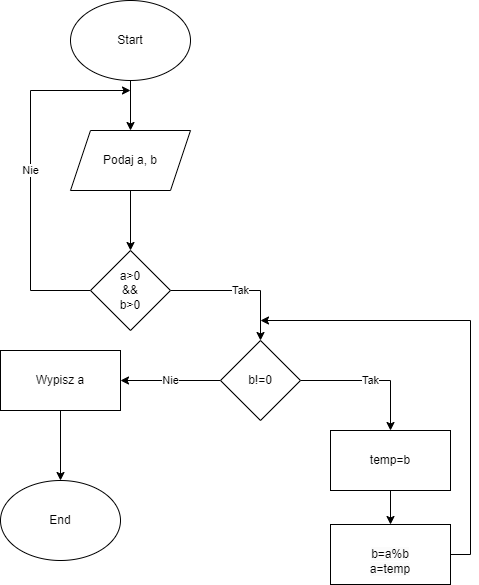 Start
Podaj a, b
Nie
a>0
&&
b>0
Tak
b!=0
Nie
Wypisz a
Tak
temp=b
End
b=a%b
a=temp